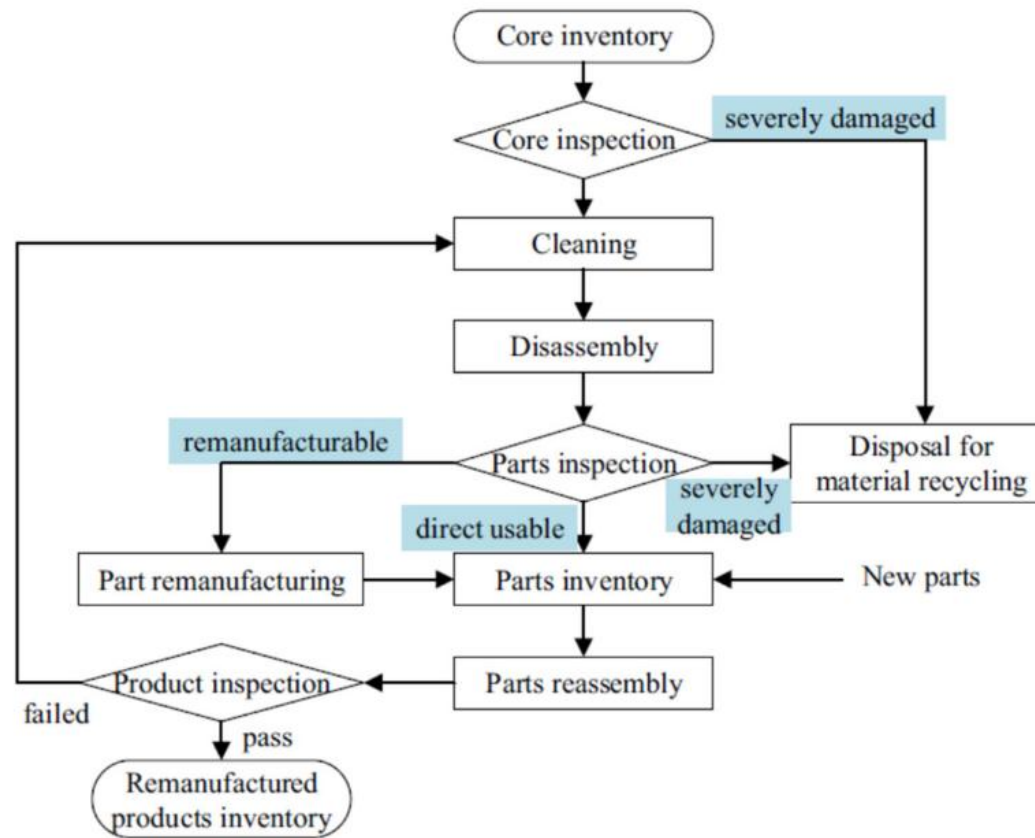 Core inventory
severely damaged
Core inspection
Cleaning
Disassembly
remanufacturable
Parts inspection
Disposal for
material recycling
severely
damaged
direct usable
Part remanufacturing
Parts inventory
New parts
Product inspection
Parts reassembly
failed
pass
Remanufactured
products inventory